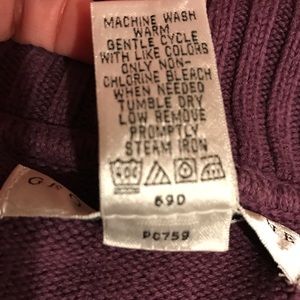 MACHINE WASH
WARM
GENTLE CYCLE
WITH LIKE COLORS
ONLY NON-
CHLORINE BLEACH
WHEN NEEDED
TUMBLE DRY
LOW REMOVE
PROMPTLY
STEAM IRON
69D
PC759
G R
E